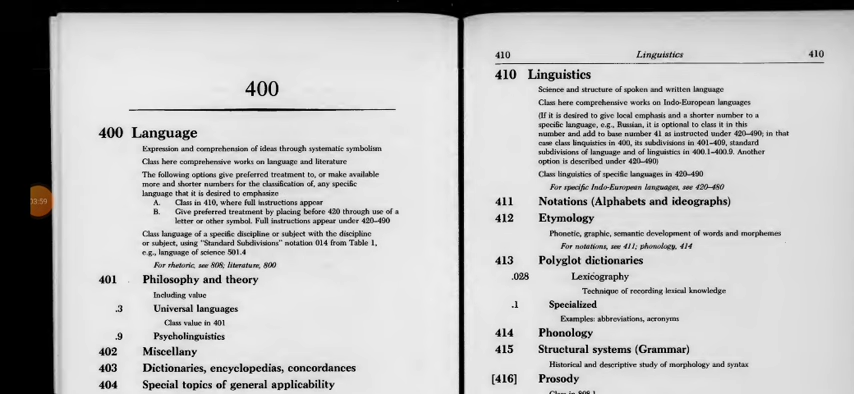 03:59
400
400 Language
Expression and comprehension of ideas through systematic symbolism
Class here comprehensive works on language and literature
The following options give preferred treatment to, or make available
more and shorter numbers for the classification of, any specific
language that it is desired to emphasize
A. Class in 410, where full instructions appear
B. Give preferred treatment by placing before 420 through use of a
letter or other symbol. Full instructions appear under 420–490
Class language of a specific discipline or subject with the discipline
or subject, using "Standard Subdivisions" notation 014 from Table 1,
e.g., language of science 501.4
For rhetoric, see 808; literature, 800
401 Philosophy and theory
Including value
.3 Universal languages
Class value in 401
.9 Psycholinguistics
402 Miscellany
403 Dictionaries, encyclopedias, concordances
404 Special topics of general applicability
410 Linguistics 410
410 Linguistics
Science and structure of spoken and written language
Class here comprehensive works on Indo-European languages
(If it is desired to give local emphasis and a shorter number to a
specific language, e.g., Russian, it is optional to class it in this
number and add to base number 41 as instructed under 420–490; in that
case class linguistics in 400, its subdivisions in 401–409, standard
subdivisions of language and of linguistics in 400.1–400.9. Another
option is described under 420–490)
Class linguistics of specific languages in 420–490
For specific Indo-European languages, see 420–480
411 Notations (Alphabets and ideographs)
412 Etymology
Phonetic, graphic, semantic development of words and morphemes
For notations, see 411; phonology, 414
413 Polyglot dictionaries
.028 Lexicography
Technique of recording lexical knowledge
.1 Specialized
Examples: abbreviations, acronyms
414 Phonology
415 Structural systems (Grammar)
Historical and descriptive study of morphology and syntax
[416] Prosody
Class in 808.1